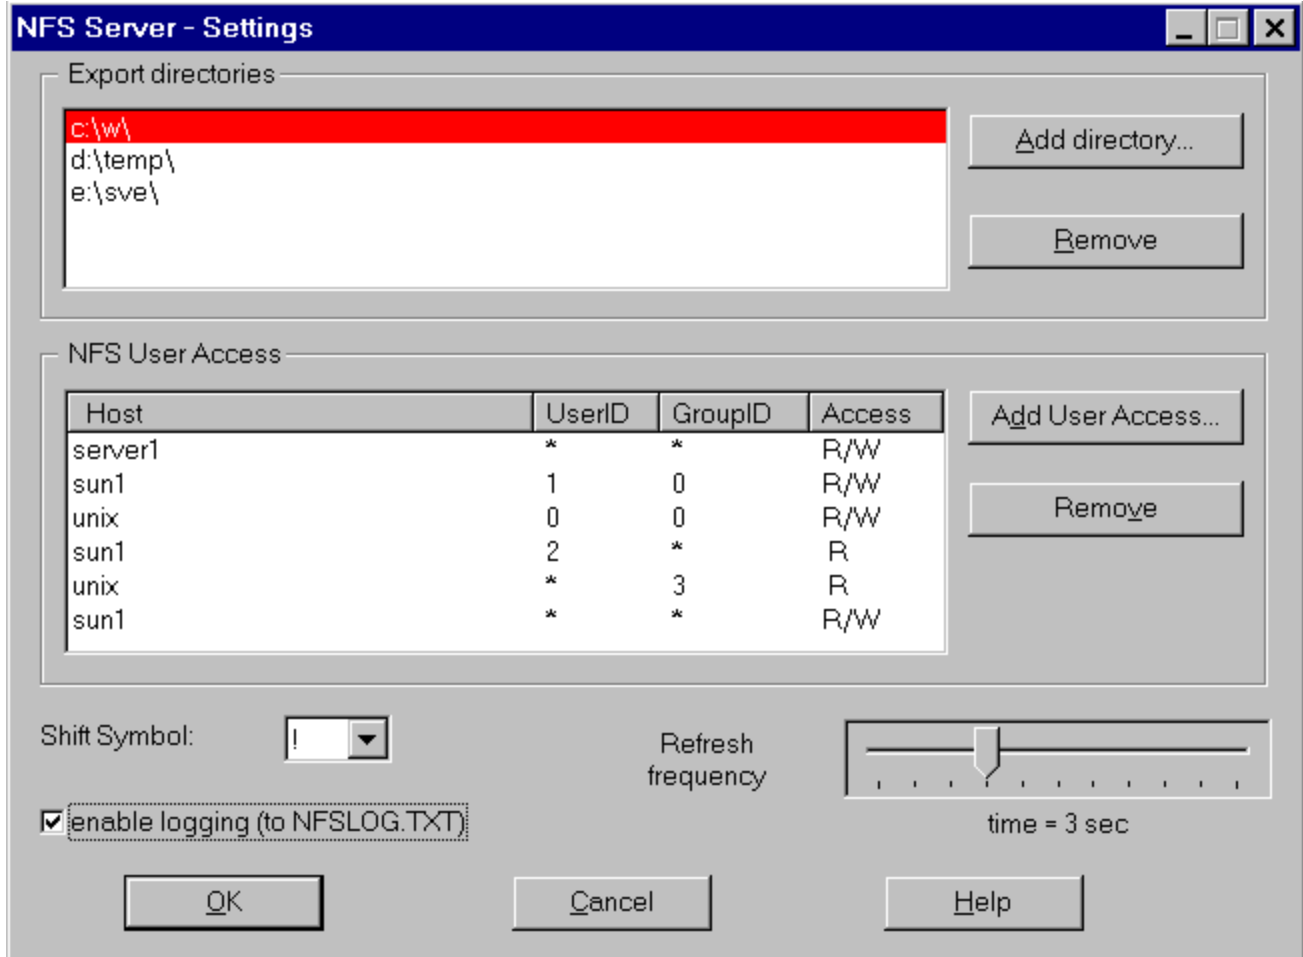 NFS Server - Settings
Export directories
c:\w\
d:\temp\
e:\sve\
Add directory...
Remove
NFS User Access
Host UserID GroupID Access
server1 * * R/W
sun1 1 0 R/W
unix 0 0 R/W
sun1 2 * R
unix * 3 R
sun1 * * R/W
Add User Access...
Remove
Shift Symbol: !
Refresh
frequency
time = 3 sec
enable logging (to NFSLOG.TXT)
OK Cancel Help